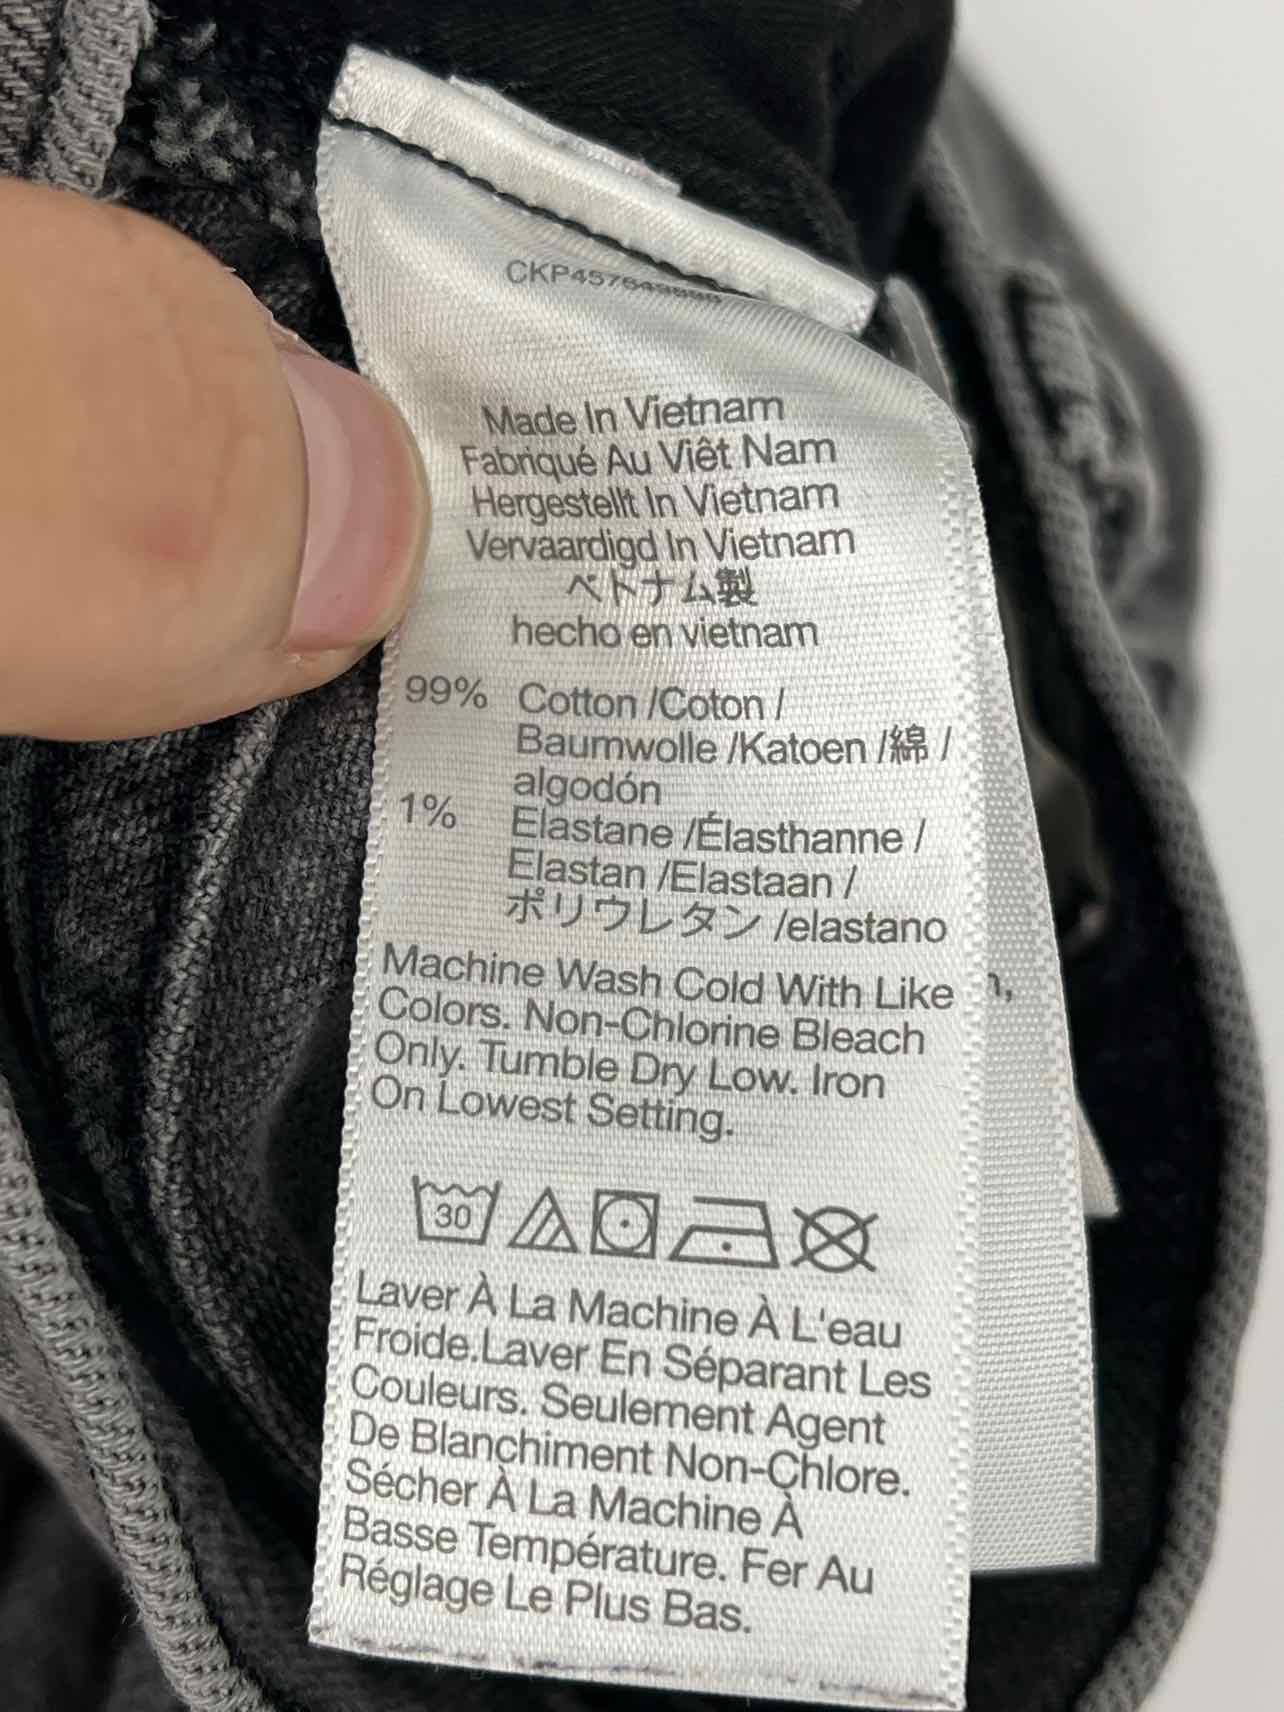 Made In Vietnam
Fabriqué Au Viêt Nam
Hergestellt In Vietnam
Vervaardigd In Vietnam
ベトナム製
hecho en vietnam
99% Cotton /Coton /
Baumwolle /Katoen /綿 /
algodón
1% Elastane /Élasthanne /
Elastan /Elastaan /
ポリウレタン /elastano
Machine Wash Cold With Like
Colors. Non-Chlorine Bleach
Only. Tumble Dry Low. Iron
On Lowest Setting.
30
Laver À La Machine À L'eau
Froide.Laver En Séparant Les
Couleurs. Seulement Agent
De Blanchiment Non-Chlore.
Sécher À La Machine À
Basse Température. Fer Au
Réglage Le Plus Bas.